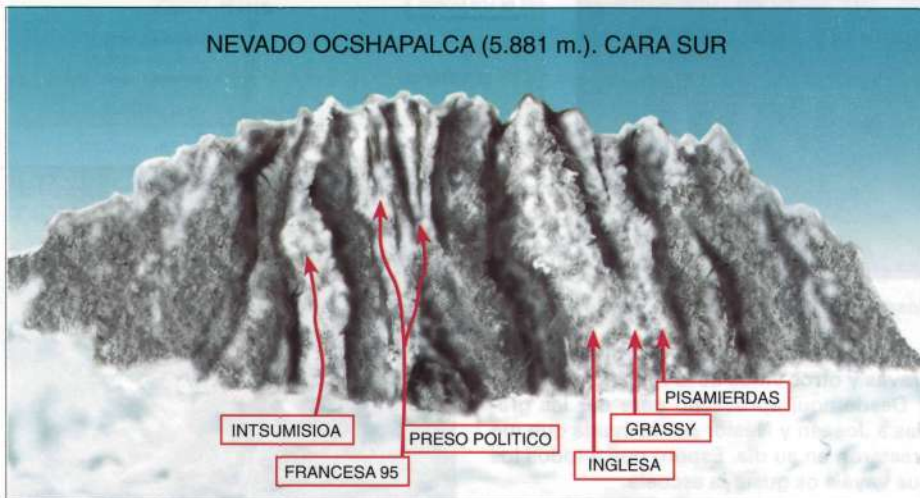 NEVADO OCSHAPALCA (5.881 m.). CARA SUR
INTSUMISIOA
FRANCESA 95
PRESO POLITICO
INGLESA
GRASSY
PISAMIERDAS